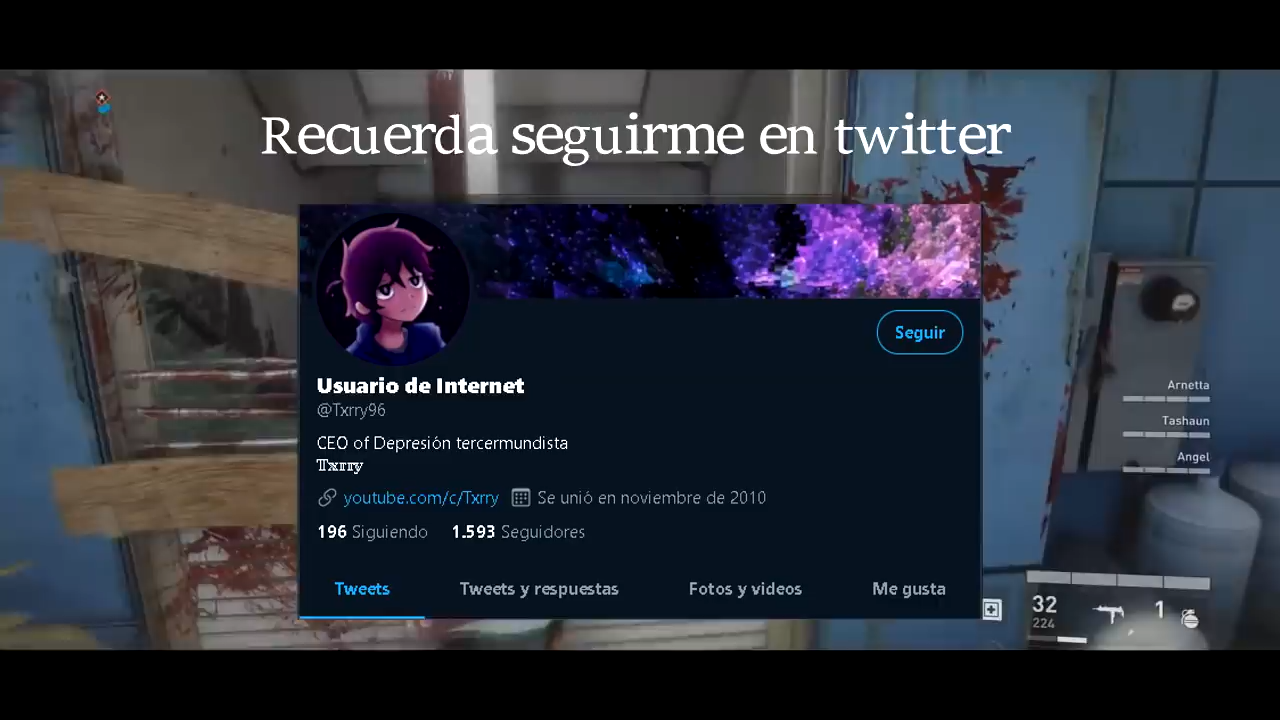 Recuerda seguirme en twitter
Seguir
Usuario de Internet
@Txrry96
CEO of Depresión tercermundista
𝕋𝕩𝕣𝕣𝕪
youtube.com/c/Txrry Se unió en noviembre de 2010
196 Siguiendo 1.593 Seguidores
Tweets Tweets y respuestas Fotos y videos Me gusta
Arnetta
Tashaun
Angel
32 1
224